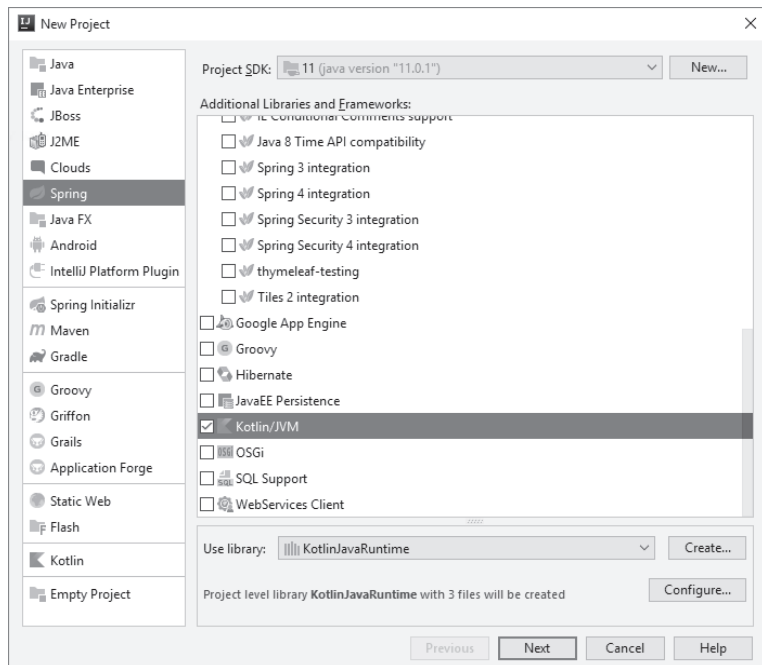 New Project
Java
Java Enterprise
JBoss
J2ME
Clouds
Spring
Java FX
Android
IntelliJ Platform Plugin
Spring Initializr
Maven
Gradle
Groovy
Griffon
Grails
Application Forge
Static Web
Flash
Kotlin
Empty Project
Project SDK: 11 (java version "11.0.1") New...
Additional Libraries and Frameworks:
IE Conditional Comments support
Java 8 Time API compatibility
Spring 3 integration
Spring 4 integration
Spring Security 3 integration
Spring Security 4 integration
thymeleaf-testing
Tiles 2 integration
Google App Engine
Groovy
Hibernate
JavaEE Persistence
Kotlin/JVM
OSGi
SQL Support
WebServices Client
Use library: KotlinJavaRuntime Create...
Project level library KotlinJavaRuntime with 3 files will be created Configure...
Previous Next Cancel Help